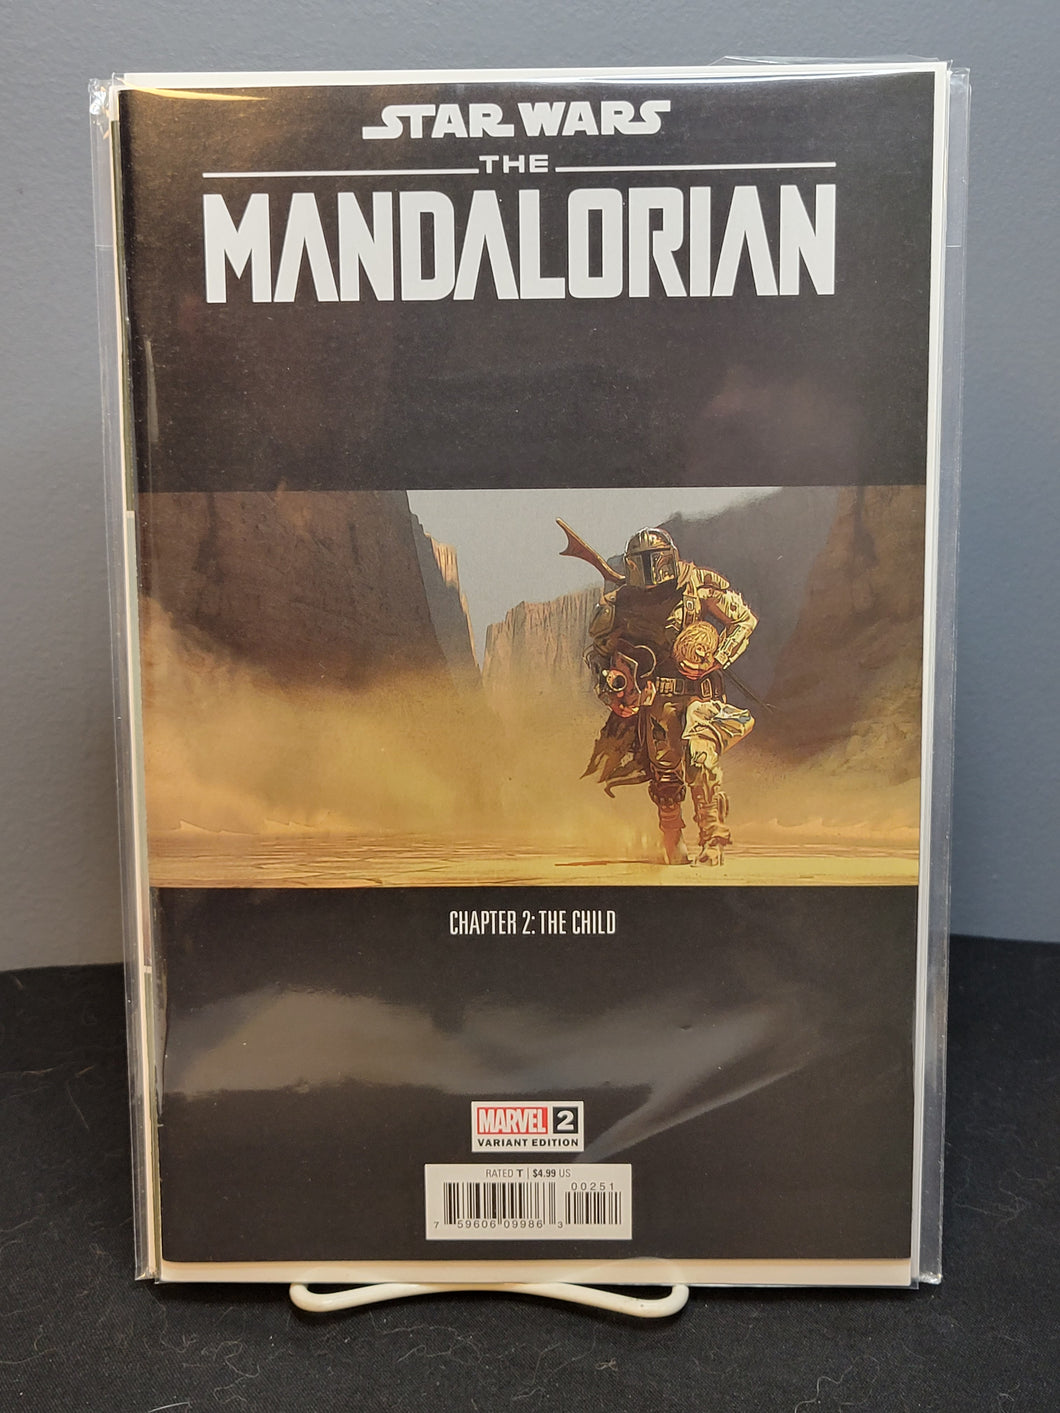 STAR WARS
THE
MANDALORIAN
CHAPTER 2: THE CHILD
MARVEL 2
VARIANT EDITION
RATED T | $4.99 US
00251
7 59606 09986 3